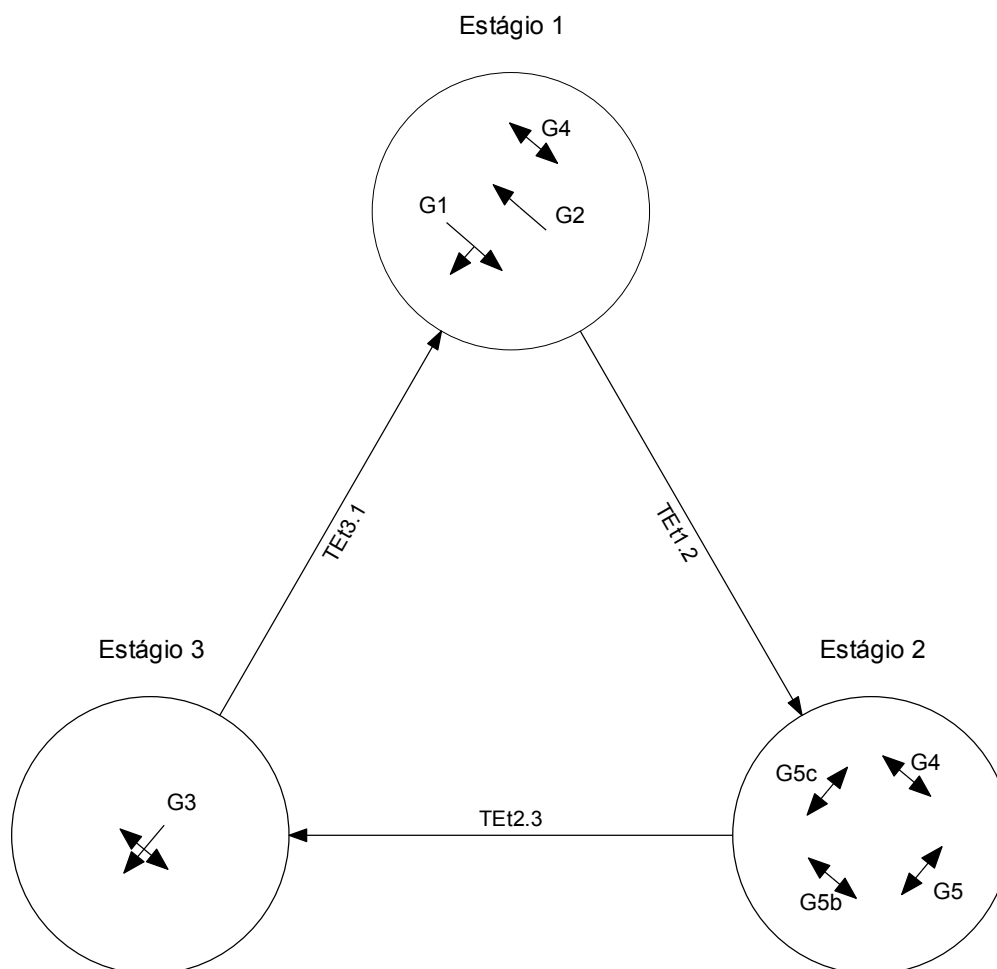 Estágio 1
G4
G1
G2
TEt3.1
TEt1.2
Estágio 3
Estágio 2
G3
TEt2.3
G5c
G4
G5b
G5